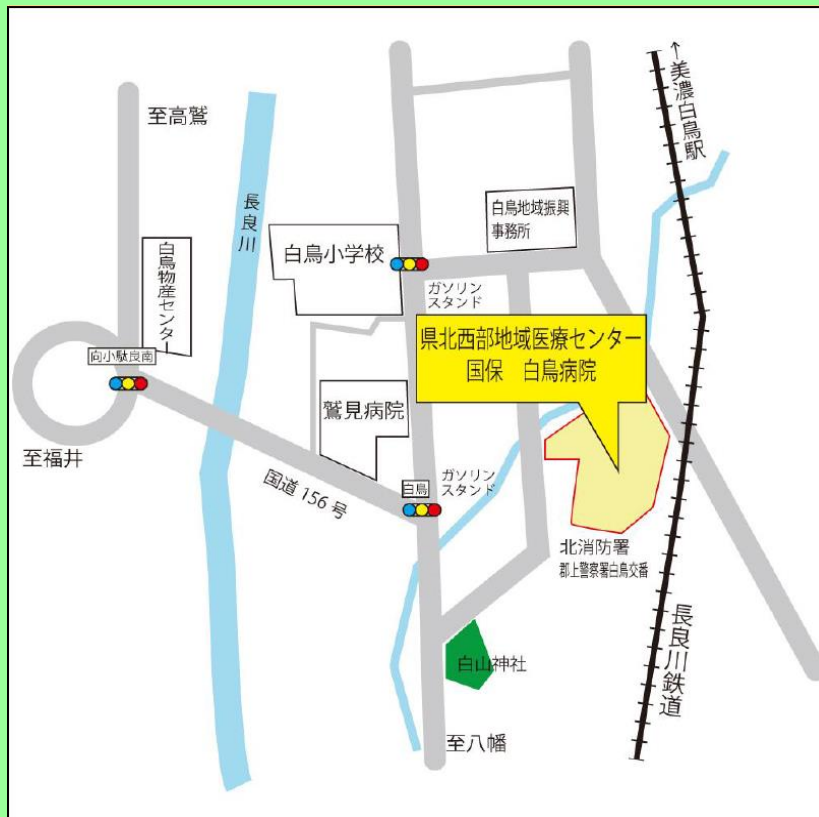 至高鷲
長良川
白鳥物産センター
向小駄良南
至福井
国道156号
白鳥小学校
白鳥地域振興
事務所
↑美濃白鳥駅
ガソリン
スタンド
県北西部地域医療センター
国保 白鳥病院
鷲見病院
白鳥
ガソリン
スタンド
北消防署
郡上警察署白鳥交番
長良川鉄道
白山神社
至八幡